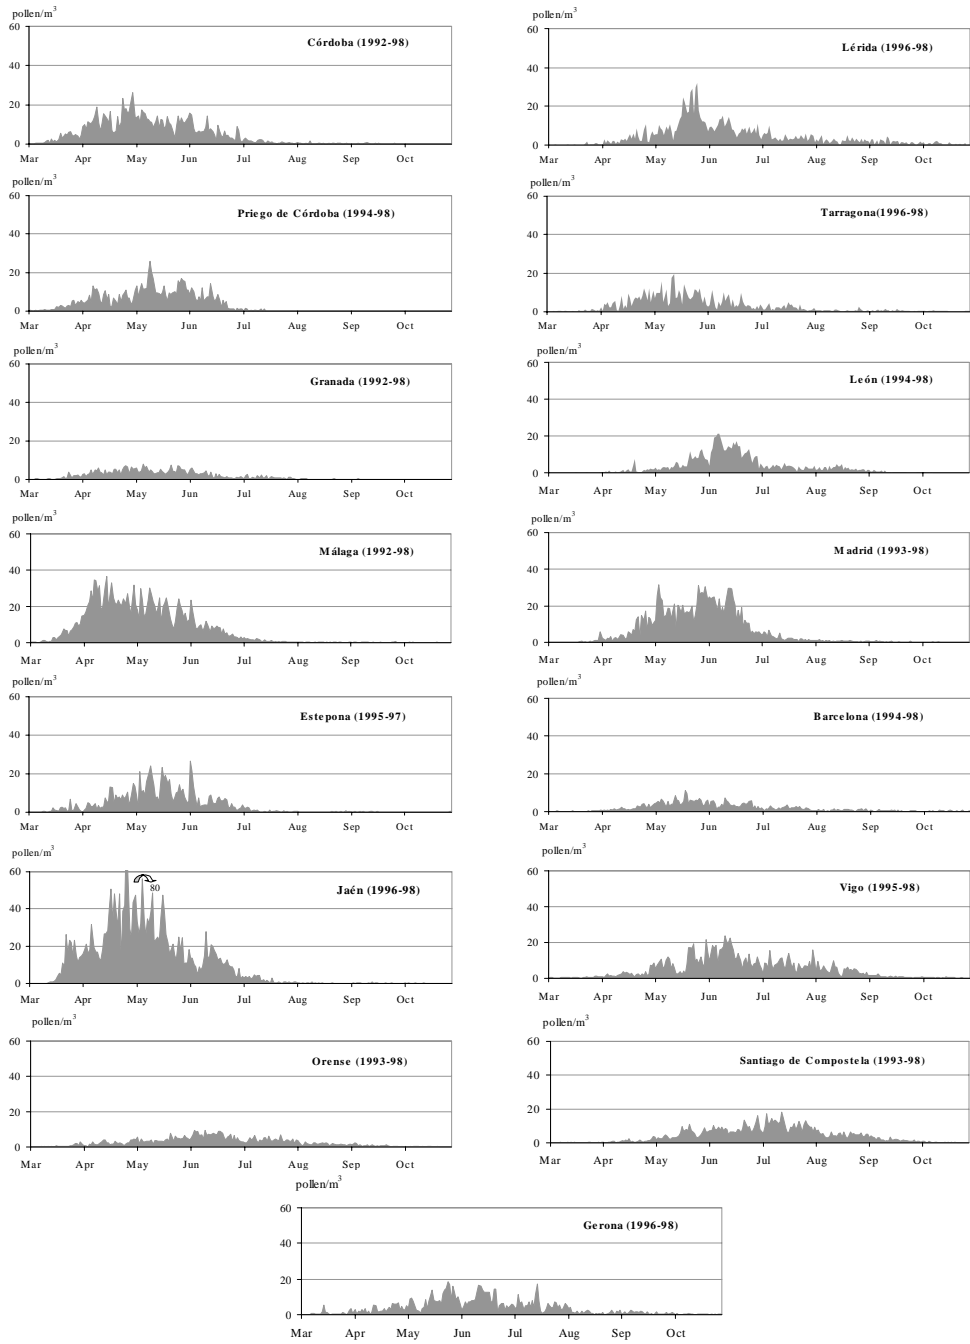 pollen/m3
60
40
20
0
Córdoba (1992-98)
Mar Apr May Jun Jul Aug Sep Oct
pollen/m3
60
40
20
0
Lérida (1996-98)
Mar Apr May Jun Jul Aug Sep Oct
pollen/m3
60
40
20
0
Priego de Córdoba (1994-98)
Mar Apr May Jun Jul Aug Sep Oct
pollen/m3
60
40
20
0
Tarragona(1996-98)
Mar Apr May Jun Jul Aug Sep Oct
pollen/m3
60
40
20
0
Granada (1992-98)
Mar Apr May Jun Jul Aug Sep Oct
pollen/m3
60
40
20
0
León (1994-98)
Mar Apr May Jun Jul Aug Sep Oct
pollen/m3
60
40
20
0
Málaga (1992-98)
Mar Apr May Jun Jul Aug Sep Oct
pollen/m3
60
40
20
0
Madrid (1993-98)
Mar Apr May Jun Jul Aug Sep Oct
pollen/m3
60
40
20
0
Estepona (1995-97)
Mar Apr May Jun Jul Aug Sep Oct
pollen/m3
60
40
20
0
Barcelona (1994-98)
Mar Apr May Jun Jul Aug Sep Oct
pollen/m3
60
40
20
0
80
Jaén (1996-98)
Mar Apr May Jun Jul Aug Sep Oct
pollen/m3
60
40
20
0
Vigo (1995-98)
Mar Apr May Jun Jul Aug Sep Oct
pollen/m3
60
40
20
0
Orense (1993-98)
Mar Apr May Jun Jul Aug Sep Oct
pollen/m3
60
40
20
0
Santiago de Compostela (1993-98)
Mar Apr May Jun Jul Aug Sep Oct
pollen/m3
60
40
20
0
Gerona (1996-98)
Mar Apr May Jun Jul Aug Sep Oct